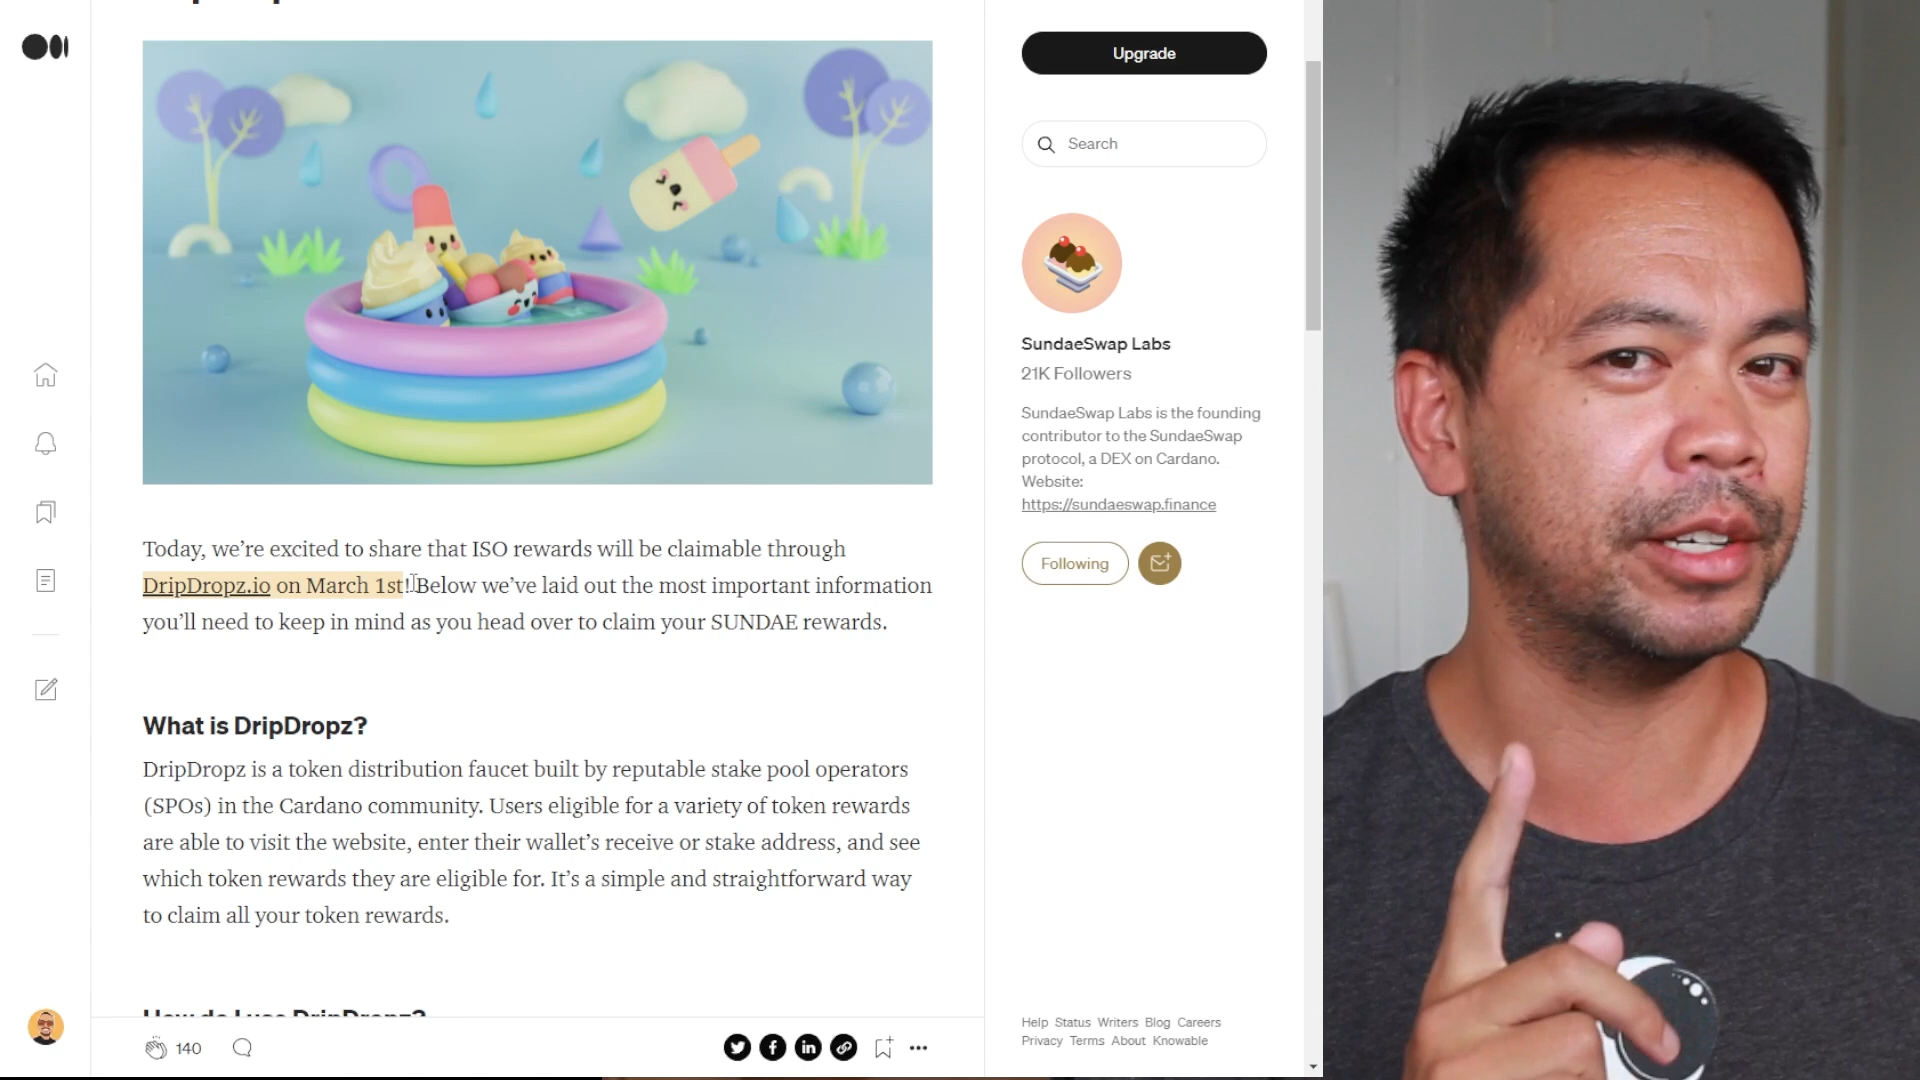 Upgrade
Search
SundaeSwap Labs
21K Followers
SundaeSwap Labs is the founding
contributor to the SundaeSwap
protocol, a DEX on Cardano.
Website:
https://sundaeswap.finance
Following
Today, we're excited to share that ISO rewards will be claimable through
DripDropz.io on March 1st! Below we've laid out the most important information
you'll need to keep in mind as you head over to claim your SUNDAE rewards.
What is DripDropz?
DripDropz is a token distribution faucet built by reputable stake pool operators
(SPOs) in the Cardano community. Users eligible for a variety of token rewards
are able to visit the website, enter their wallet's receive or stake address, and see
which token rewards they are eligible for. It's a simple and straightforward way
to claim all your token rewards.
How do I use DripDropz?
140
Help Status Writers Blog Careers
Privacy Terms About Knowable